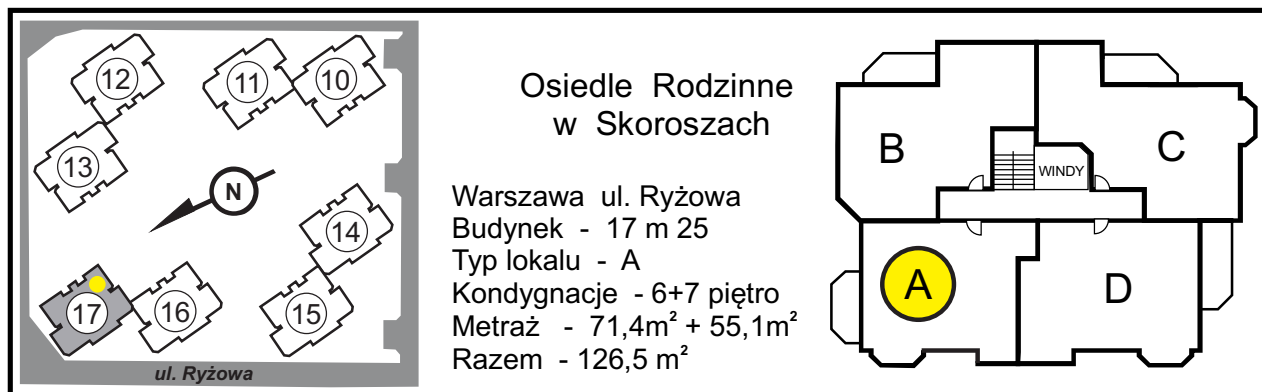 12
11
10
13
N
14
17
16
15
ul. Ryżowa
Osiedle Rodzinne
w Skoroszach
Warszawa ul. Ryżowa
Budynek - 17 m 25
Typ lokalu - A
Kondygnacje - 6+7 piętro
Metraż - 71,4m² + 55,1m²
Razem - 126,5 m²
B
C
WINDY
A
D